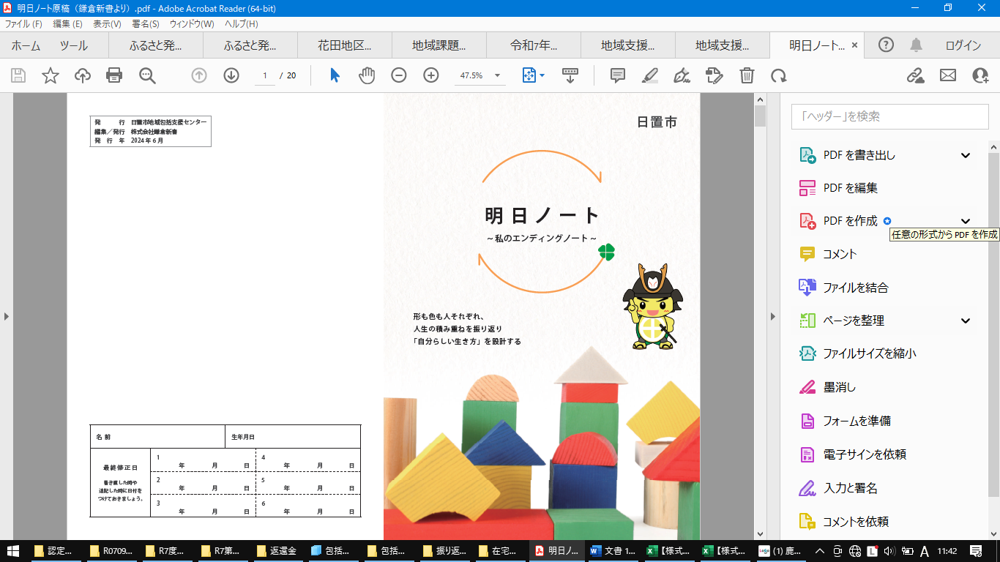 明日ノート原稿（鎌倉新書より）.pdf - Adobe Acrobat Reader (64-bit)
ファイル(F) 編集(E) 表示(V) 署名(S) ウィンドウ(W) ヘルプ(H)
ホーム ツール ふるさと発... ふるさと発... 花田地区... 地域課題... 令和7年... 地域支援... 地域支援... 明日ノート... × ? ログイン
1 / 20 47.5%
発 行 日置市地域包括支援センター
編集／発行 株式会社鎌倉新書
発 行 年 2024年6月
日置市
明日ノート
～私のエンディングノート～
形も色も人それぞれ、
人生の積み重ねを振り返り
「自分らしい生き方」を設計する
名 前 生年月日
最終修正日
書き直した時や
追記した時に日付を
つけておきましょう。
1 年 月 日 4 年 月 日
2 年 月 日 5 年 月 日
3 年 月 日 6 年 月 日
「ヘッダー」を検索
PDF を書き出し
PDF を編集
PDF を作成
任意の形式から PDF を作成
コメント
ファイルを結合
ページを整理
ファイルサイズを縮小
墨消し
フォームを準備
電子サインを依頼
入力と署名
コメントを依頼
認定... R0709... R7度... R7第... 返還金 包括... 包括... 振り返... 在宅... 明日ノ... 文書 1... 【様式... 【様式... (1) 鹿... A 11:42